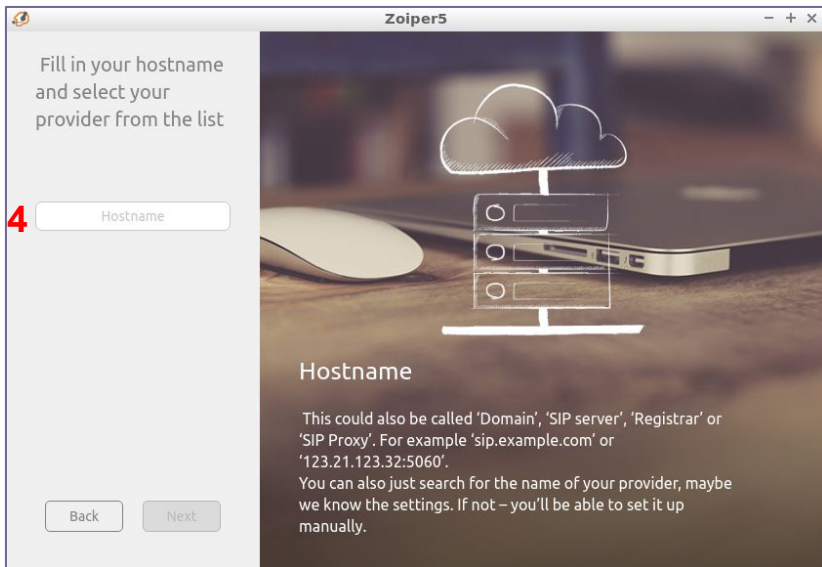 Zoiper5
Fill in your hostname
and select your
provider from the list
4
Hostname
Back
Next
Hostname
This could also be called ‘Domain’, ‘SIP server’, ‘Registrar’ or
‘SIP Proxy’. For example ‘sip.example.com’ or
‘123.21.123.32:5060’.
You can also just search for the name of your provider, maybe
we know the settings. If not – you’ll be able to set it up
manually.